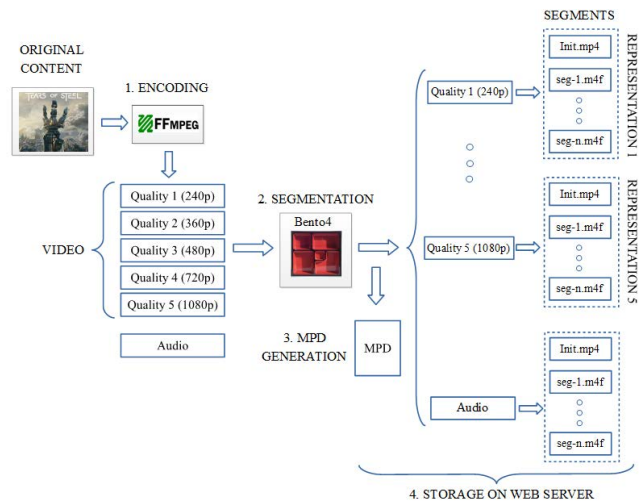 ORIGINAL
CONTENT
TEARS OF STEEL
1. ENCODING
FFMPEG
VIDEO
Quality 1 (240p)
Quality 2 (360p)
Quality 3 (480p)
Quality 4 (720p)
Quality 5 (1080p)
Audio
2. SEGMENTATION
Bento4
3. MPD
GENERATION
MPD
SEGMENTS
Quality 1 (240p)
Init.mp4
seg-1.m4f
seg-n.m4f
REPRESENTATION 1
Quality 5 (1080p)
Init.mp4
seg-1.m4f
seg-n.m4f
REPRESENTATION 5
Audio
Init.mp4
seg-1.m4f
seg-n.m4f
4. STORAGE ON WEB SERVER